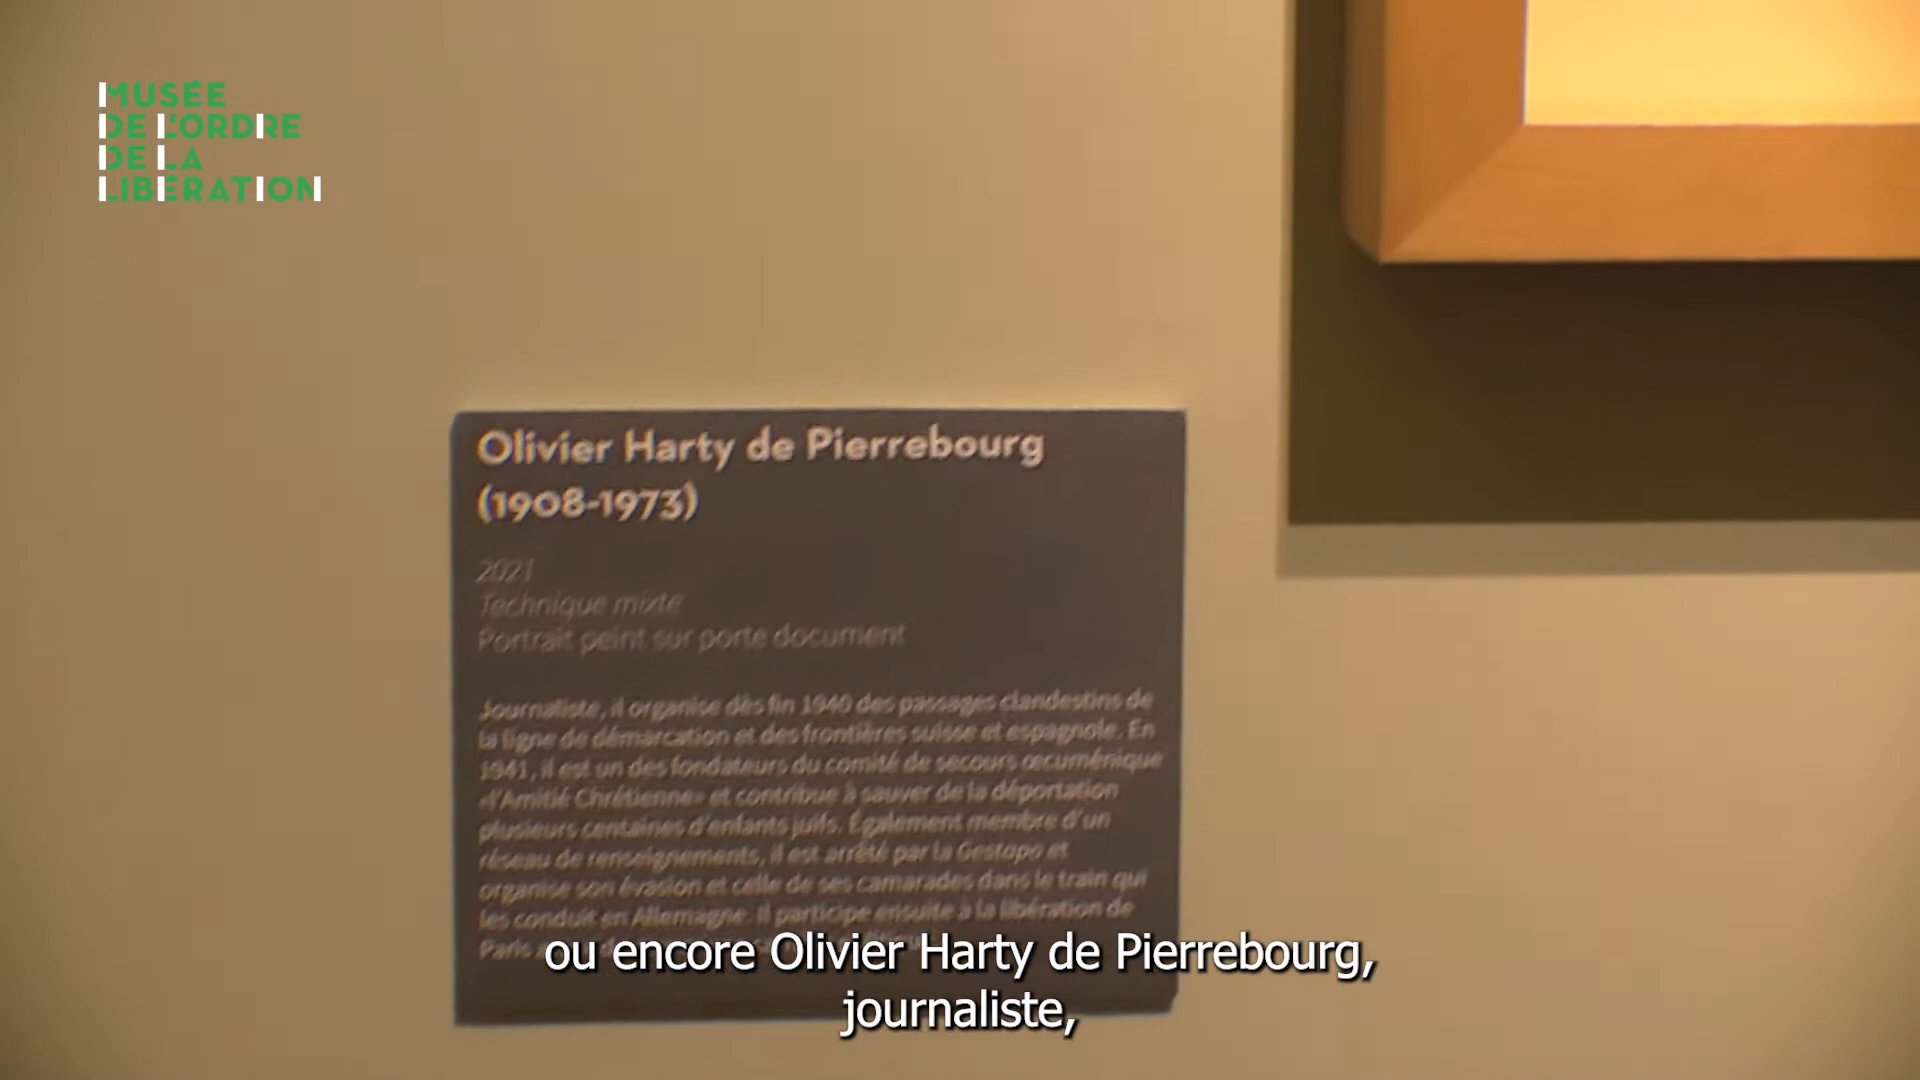 MUSÉE
DE L'ORDRE
DE LA
LIBÉRATION
Olivier Harty de Pierrebourg
(1908-1973)
2021
Technique mixte
Portrait peint sur porte document
Journaliste, il organise dès fin 1940 des passages clandestins de
la ligne de démarcation et des frontières suisse et espagnole. En
1941, il est un des fondateurs du comité de secours œcuménique
«l'Amitié Chrétienne» et contribue à sauver de la déportation
plusieurs centaines d'enfants juifs. Également membre d'un
réseau de renseignements, il est arrêté par la Gestapo et
organise son évasion et celle de ses camarades dans le train qui
les conduit en Allemagne. Il participe ensuite à la libération de
Paris
ou encore Olivier Harty de Pierrebourg,
journaliste,